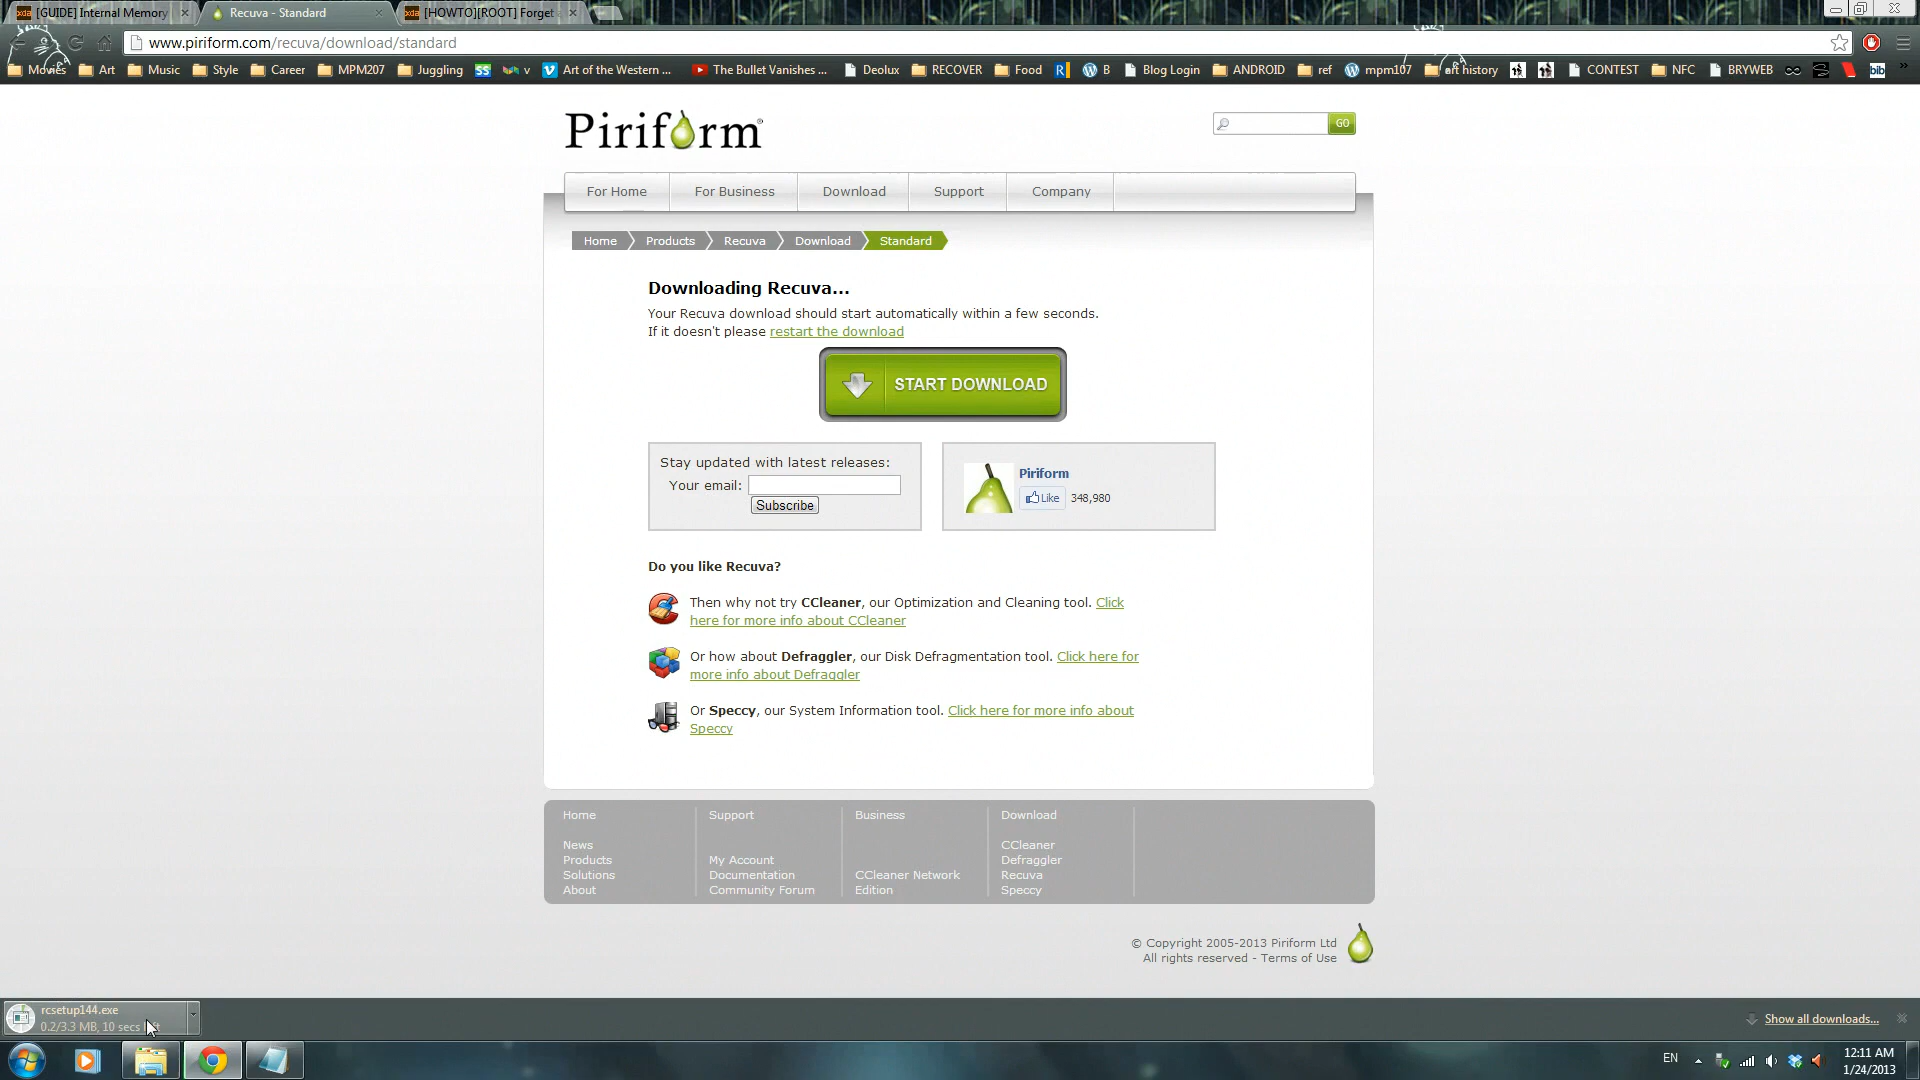 [GUIDE] Internal Memory
Recuva - Standard
[HOWTO][ROOT] Forget
www.piriform.com/recuva/download/standard
Movies
Art
Music
Style
Career
MPM207
Juggling
v
Art of the Western ...
The Bullet Vanishes ...
Deolux
RECOVER
Food
B
Blog Login
ANDROID
ref
mpm107
art history
CONTEST
NFC
BRYWEB
bib
Piriform
GO
For Home
For Business
Download
Support
Company
Home
Products
Recuva
Download
Standard
Downloading Recuva...
Your Recuva download should start automatically within a few seconds.
If it doesn't please restart the download
START DOWNLOAD
Stay updated with latest releases:
Your email:
Subscribe
Piriform
Like
348,980
Do you like Recuva?
Then why not try CCleaner, our Optimization and Cleaning tool. Click
here for more info about CCleaner
Or how about Defraggler, our Disk Defragmentation tool. Click here for
more info about Defraggler
Or Speccy, our System Information tool. Click here for more info about
Speccy
Home
News
Products
Solutions
About
Support
My Account
Documentation
Community Forum
Business
CCleaner Network
Edition
Download
CCleaner
Defraggler
Recuva
Speccy
© Copyright 2005-2013 Piriform Ltd
All rights reserved - Terms of Use
rcsetup144.exe
0.2/3.3 MB, 10 secs
Show all downloads...
EN
12:11 AM
1/24/2013